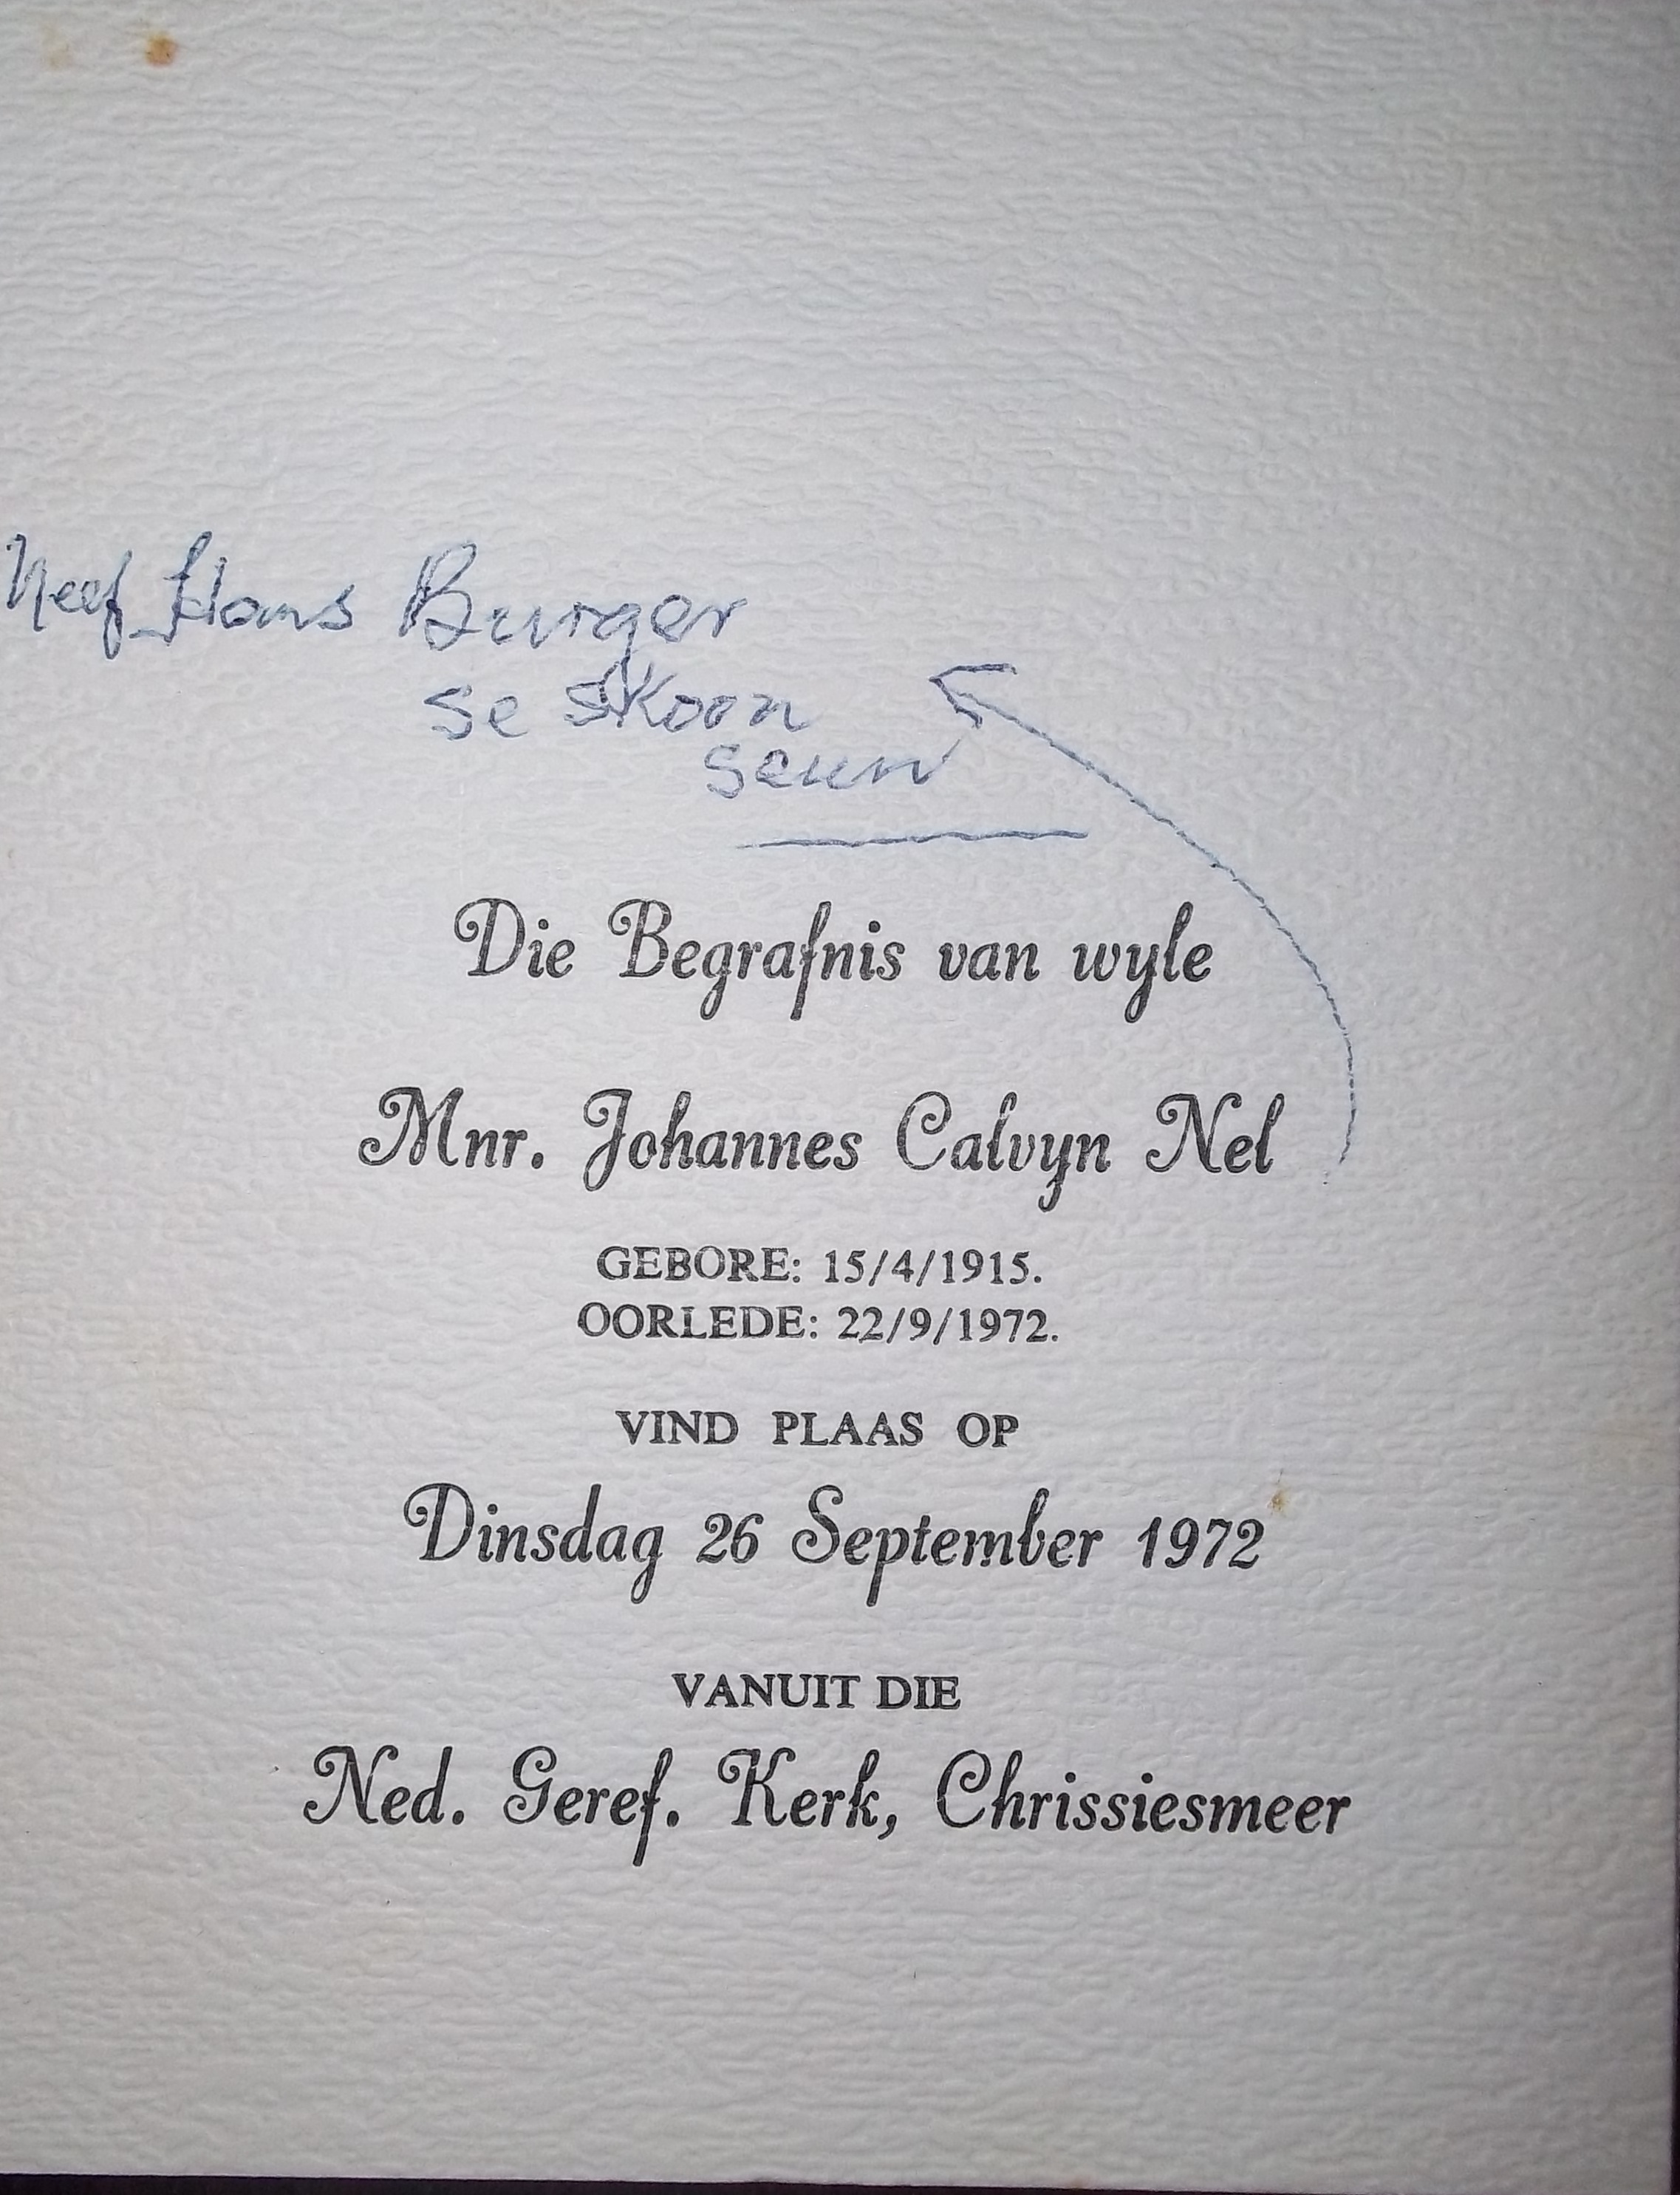 Neef Hans Burger
se skoon
seun
Die Begrafnis van wyle
Mnr. Johannes Calvyn Nel
GEBORE: 15/4/1915.
OORLEDE: 22/9/1972.
VIND PLAAS OP
Dinsdag 26 September 1972
VANUIT DIE
Ned. Geref. Kerk, Chrissiesmeer